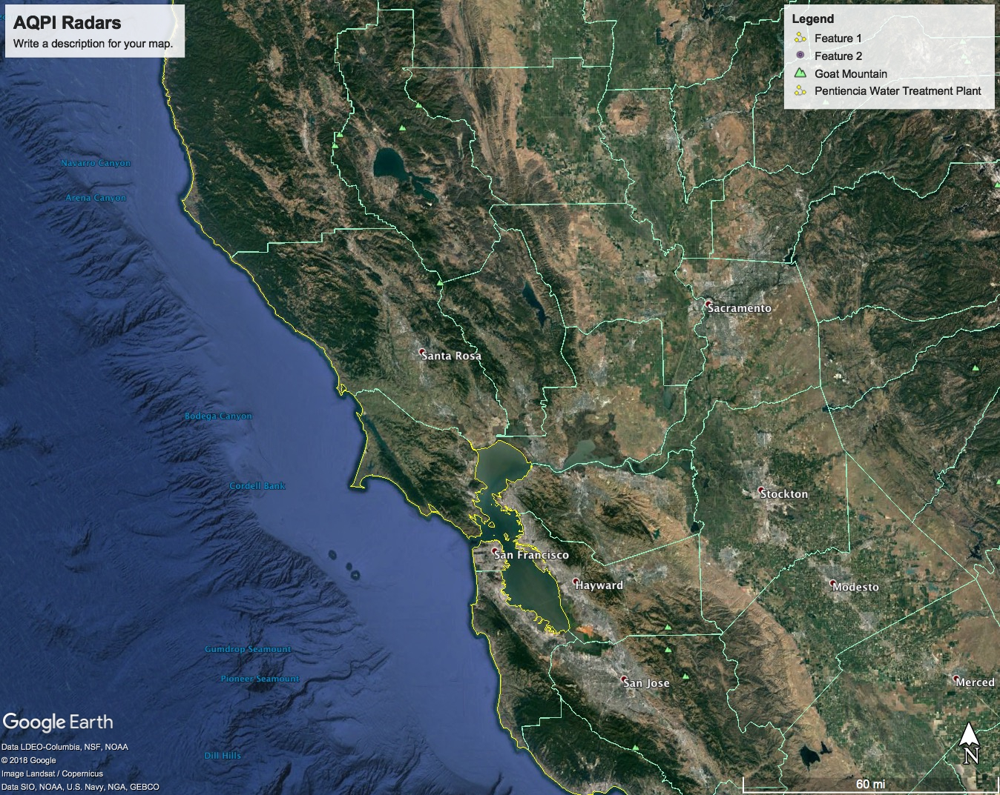 AQPI Radars
Write a description for your map.
Legend
Feature 1
Feature 2
Goat Mountain
Pentiencia Water Treatment Plant
Navarro Canyon
Arena Canyon
Sacramento
Santa Rosa
Bodega Canyon
Cordell Bank
Stockton
San Francisco
Hayward
Modesto
Gumdrop Seamount
Pioneer Seamount
San Jose
Merced
Google Earth
N
Data LDEO-Columbia, NSF, NOAA
© 2018 Google
Dill Hills
Image Landsat / Copernicus
Data SIO, NOAA, U.S. Navy, NGA, GEBCO
60 mi